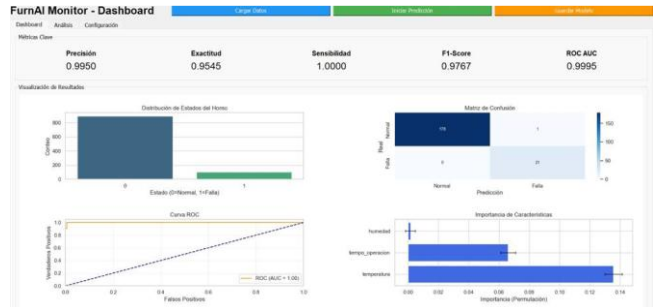 FurnAI Monitor - Dashboard
Cargar Datos
Iniciar Predicción
Guardar Modelo
Dashboard Análisis Configuración
Métricas Clave
Precisión Exactitud Sensibilidad F1-Score ROC AUC
0.9950 0.9545 1.0000 0.9767 0.9995
Visualización de Resultados
Distribución de Estados del Horno
800
600
400
200
0
Conteo
0 1
Estado (0=Normal, 1=Falla)
Matriz de Confusión
Real
Normal
Falla
1
0
21
Normal Falla
Predicción
150
100
50
0
Curva ROC
Verdaderos Positivos
1.0
0.8
0.6
0.4
0.2
0.0
0.0 0.2 0.4 0.6 0.8 1.0
ROC (AUC = 1.00)
Falsos Positivos
Importancia de Características
humedad
tiempo_operacion
temperatura
0.00 0.02 0.04 0.06 0.08 0.10 0.12 0.14
Importancia (Permutación)